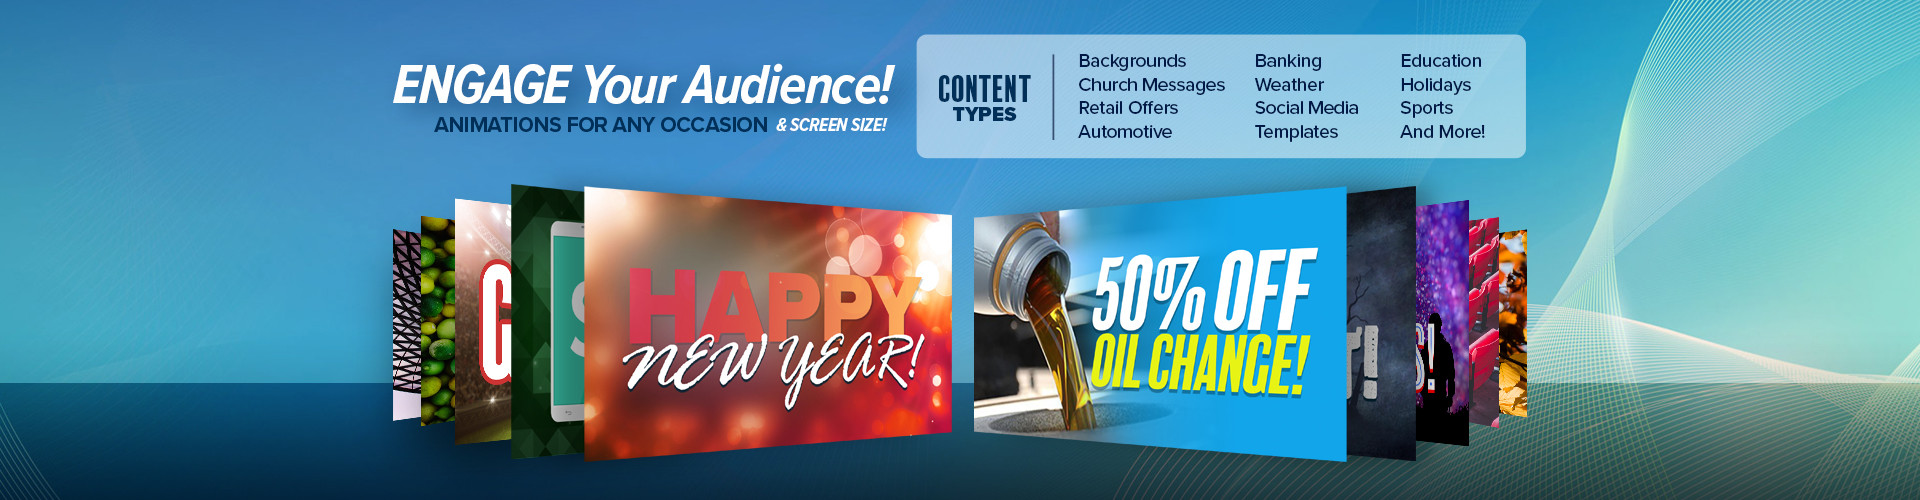 ENGAGE Your Audience!
ANIMATIONS FOR ANY OCCASION & SCREEN SIZE!
CONTENT
TYPES
Backgrounds
Church Messages
Retail Offers
Automotive
Banking
Weather
Social Media
Templates
Education
Holidays
Sports
And More!
HAPPY
NEW YEAR!
50% OFF
OIL CHANGE!